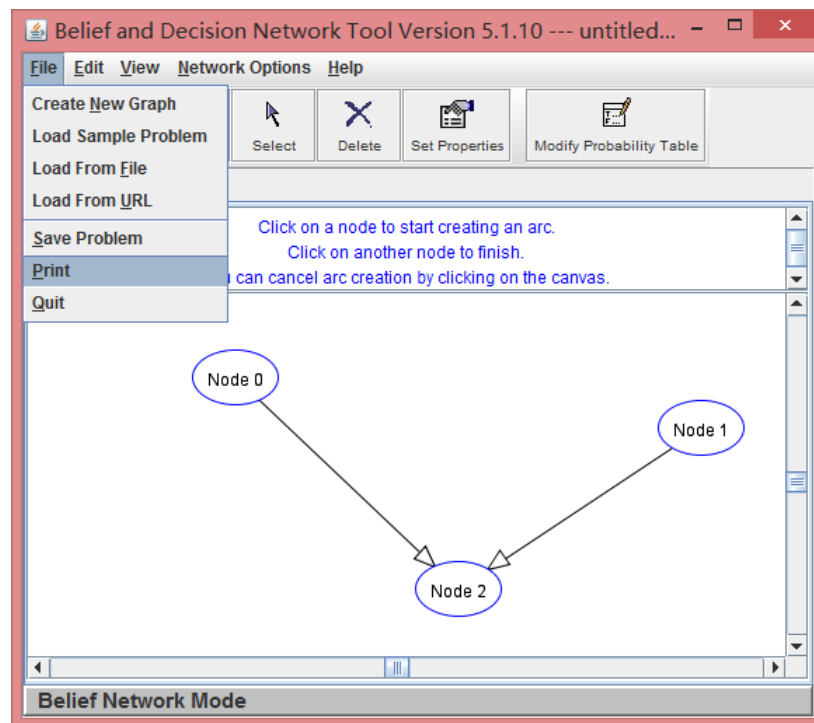 Belief and Decision Network Tool Version 5.1.10 --- untitled...
File Edit View Network Options Help
Create New Graph
Load Sample Problem
Load From File
Load From URL
Save Problem
Print
Quit
Select Delete Set Properties Modify Probability Table
Click on a node to start creating an arc.
Click on another node to finish.
can cancel arc creation by clicking on the canvas.
Node 0
Node 1
Node 2
Belief Network Mode